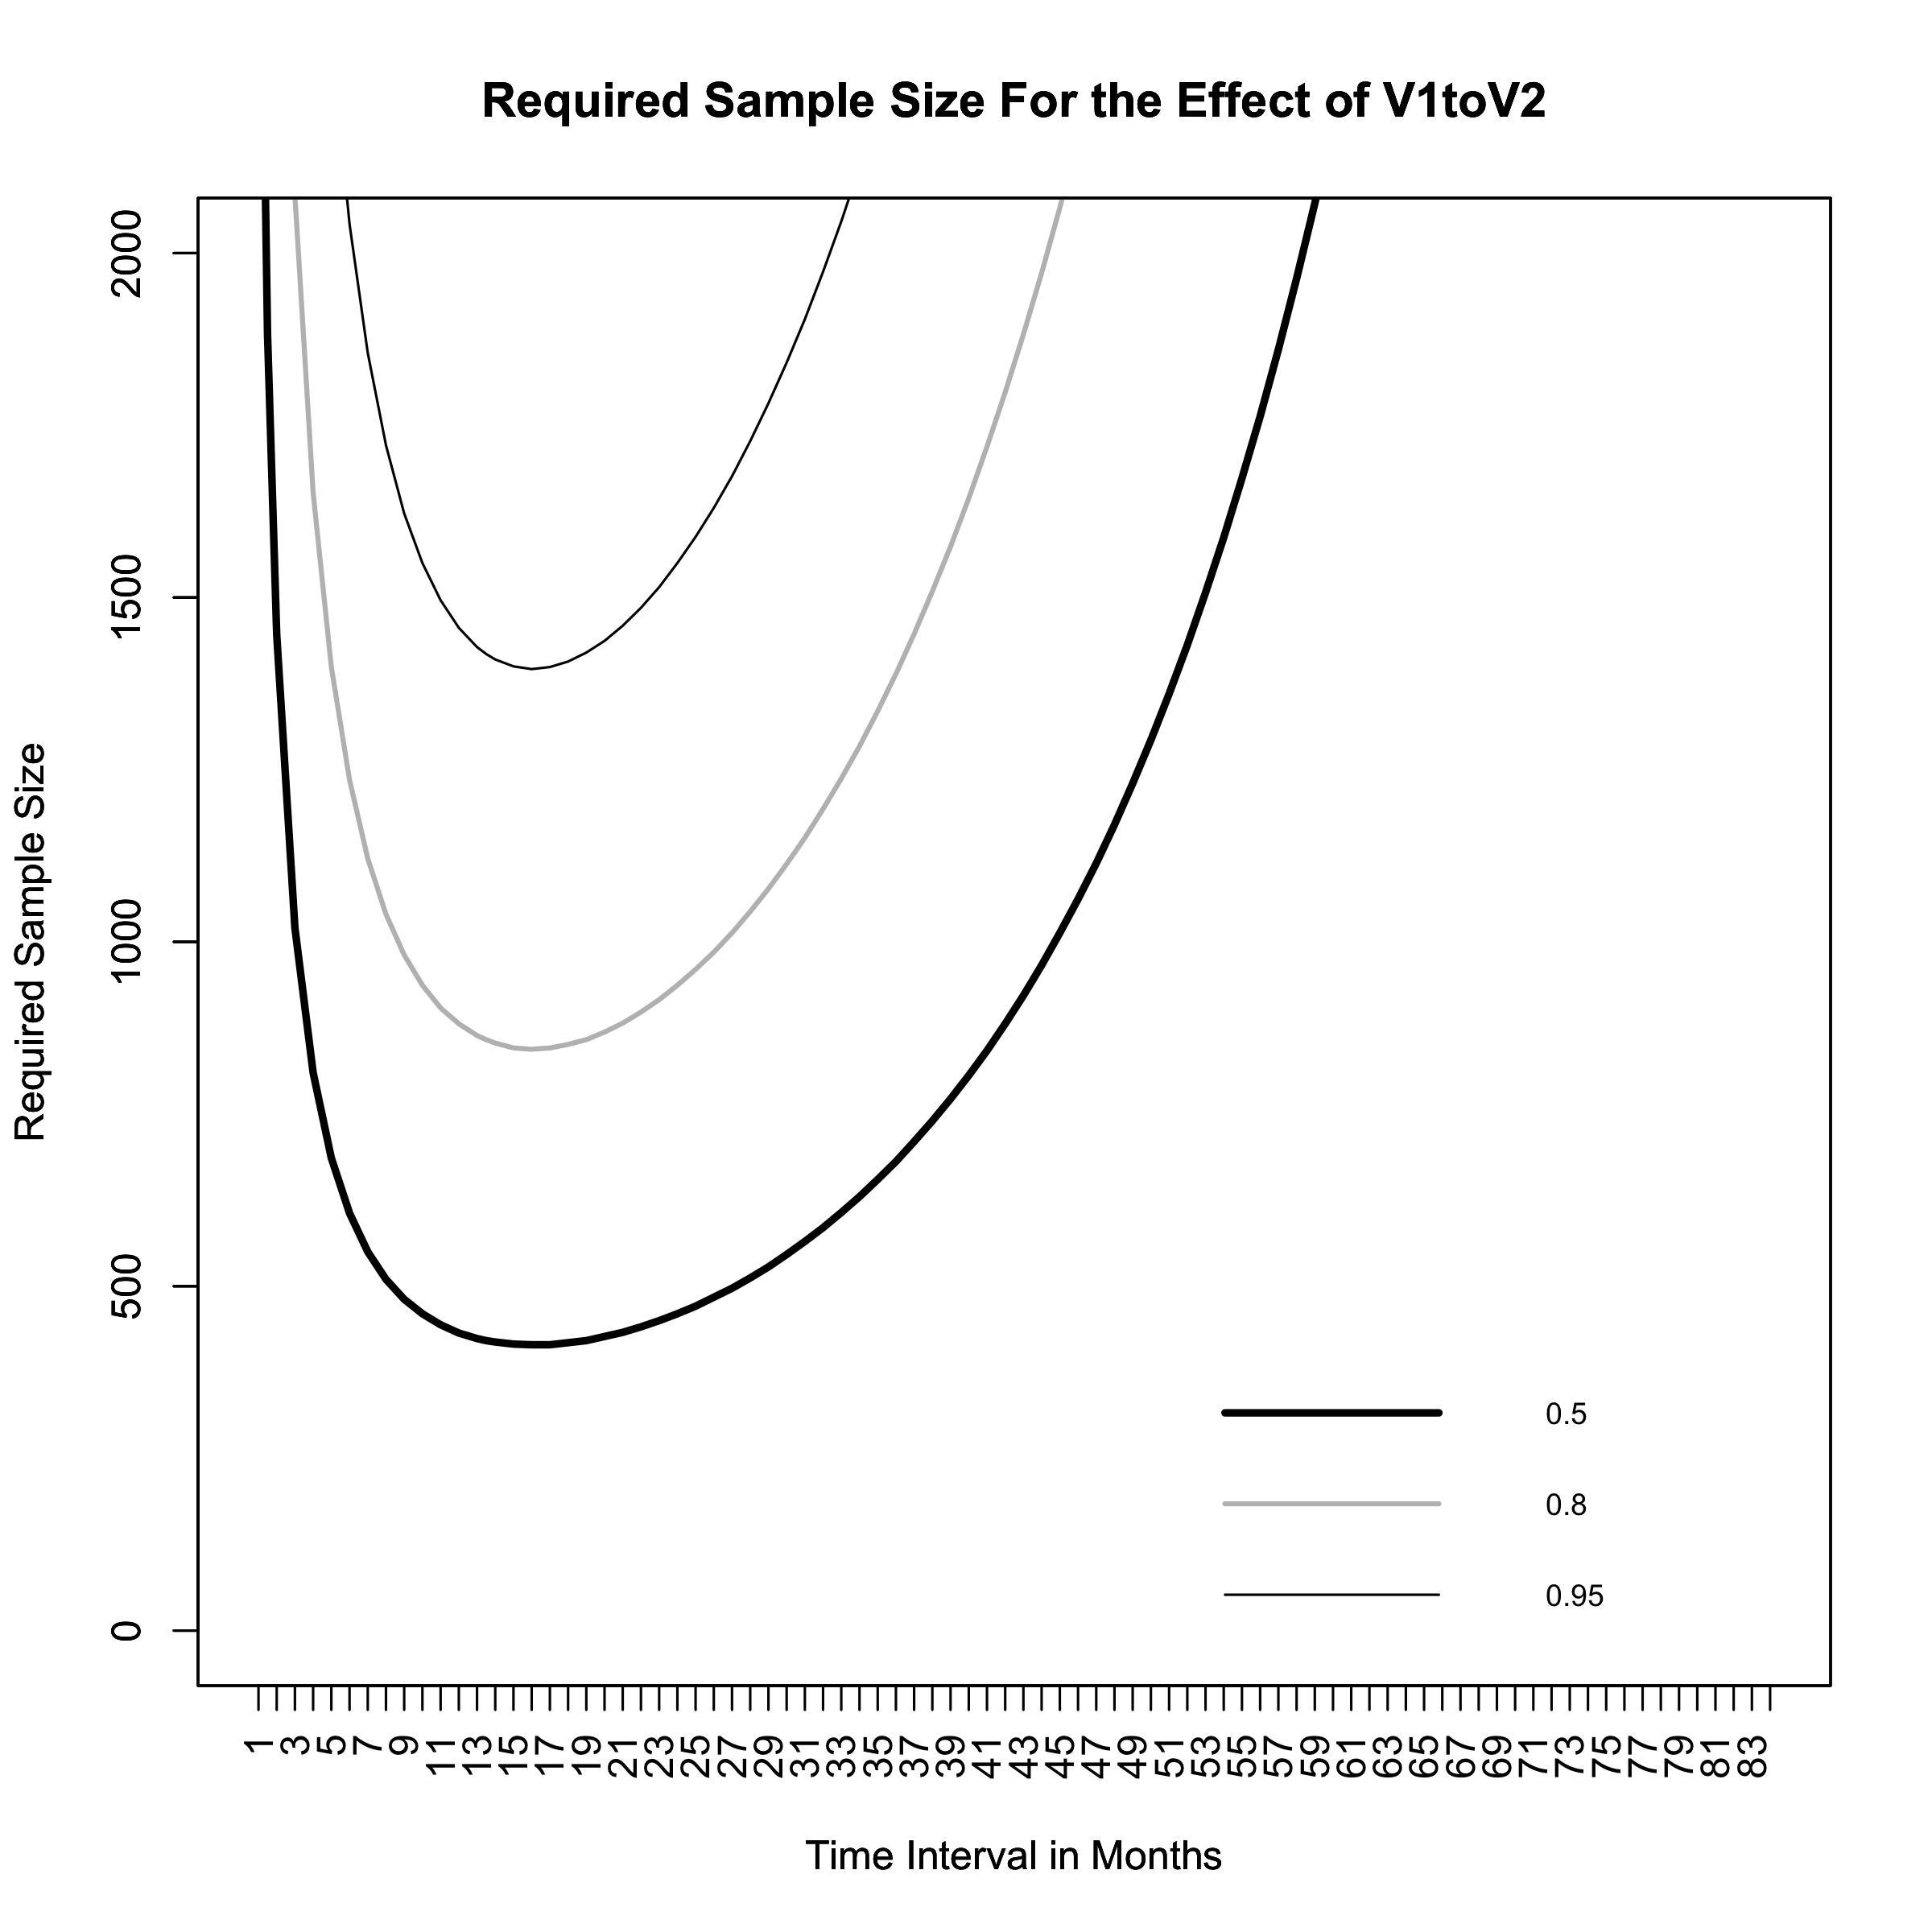 Required Sample Size For the Effect of V1toV2
Required Sample Size
2000
1500
1000
500
0
0.5
0.8
0.95
1 3 5 7 9 11 13 15 17 19 21 23 25 27 29 31 33 35 37 39 41 43 45 47 49 51 53 55 57 59 61 63 65 67 69 71 73 75 77 79 81 83
Time Interval in Months